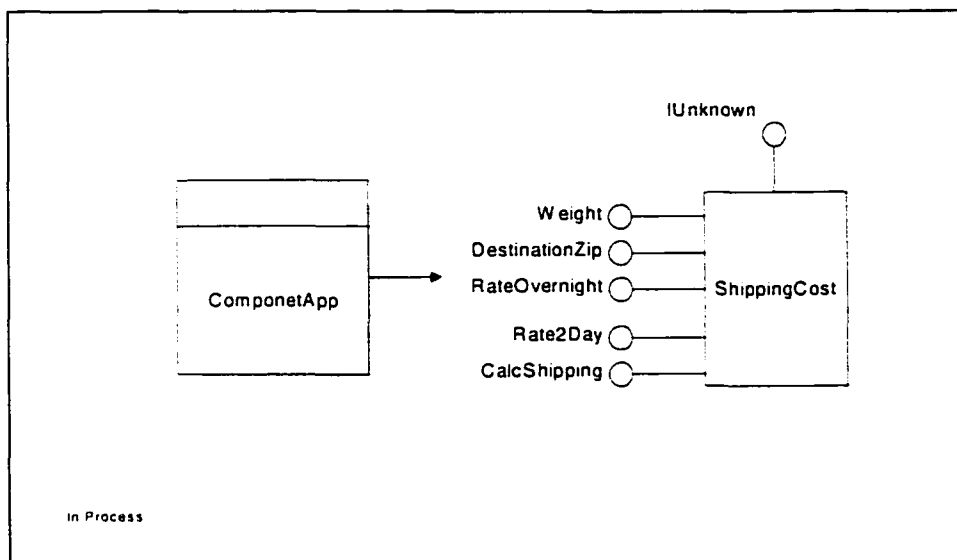 IUnknown
Weight
DestinationZip
RateOvernight
ShippingCost
ComponetApp
Rate2Day
CalcShipping
In Process